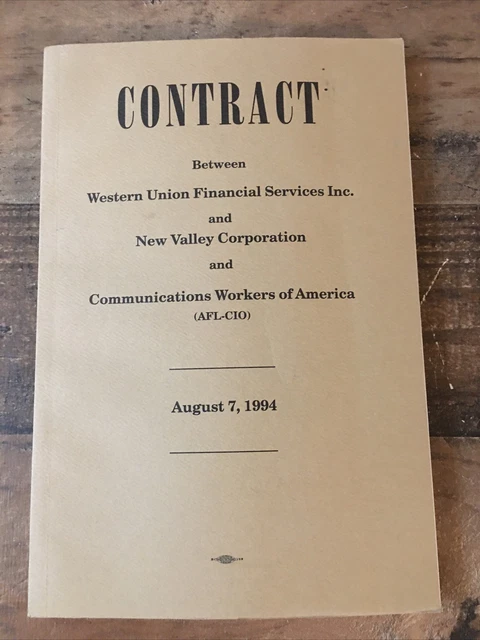 CONTRACT
Between
Western Union Financial Services Inc.
and
New Valley Corporation
and
Communications Workers of America
(AFL-CIO)
August 7, 1994